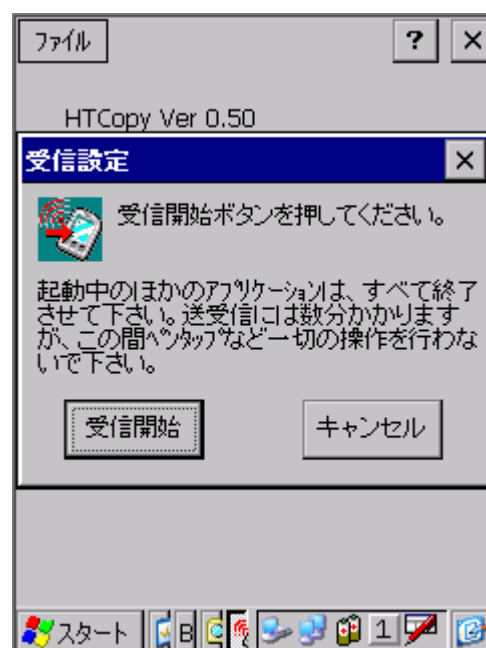 ファイル ? ×
HTCopy Ver 0.50
受信設定 ×
受信開始ボタンを押してください。
起動中のほかのアプリケーションは、すべて終了
させて下さい。送受信には数分かかります
が、この間ペンタップなど一切の操作を行わな
いで下さい。
受信開始 キャンセル
スタート B 1